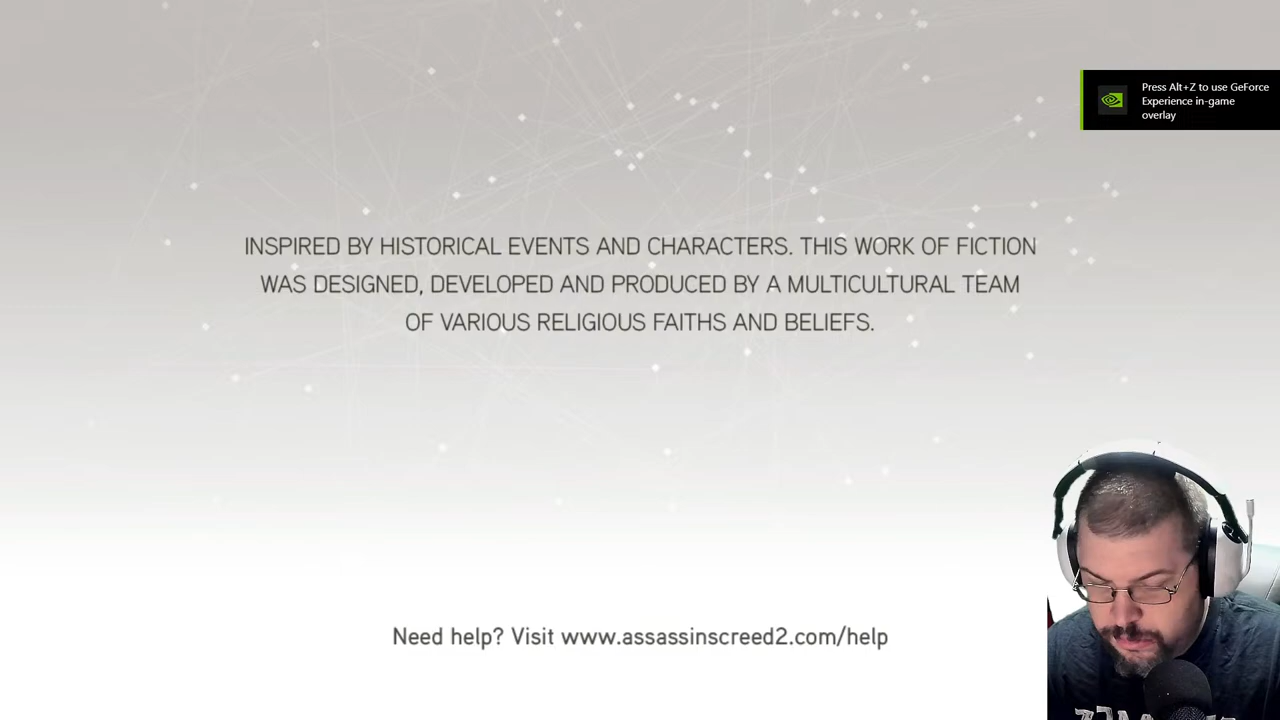 Press Alt+Z to use GeForce
Experience in-game
overlay
INSPIRED BY HISTORICAL EVENTS AND CHARACTERS. THIS WORK OF FICTION
WAS DESIGNED, DEVELOPED AND PRODUCED BY A MULTICULTURAL TEAM
OF VARIOUS RELIGIOUS FAITHS AND BELIEFS.
Need help? Visit www.assassinscreed2.com/help